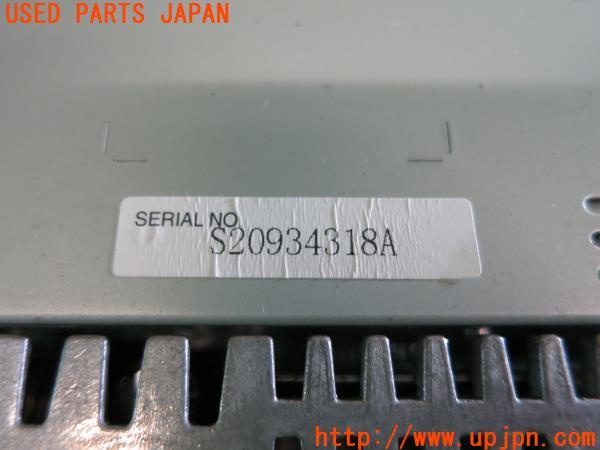 USED PARTS JAPAN
SERIAL NO.
S20934318A
http://www.upjpn.com/